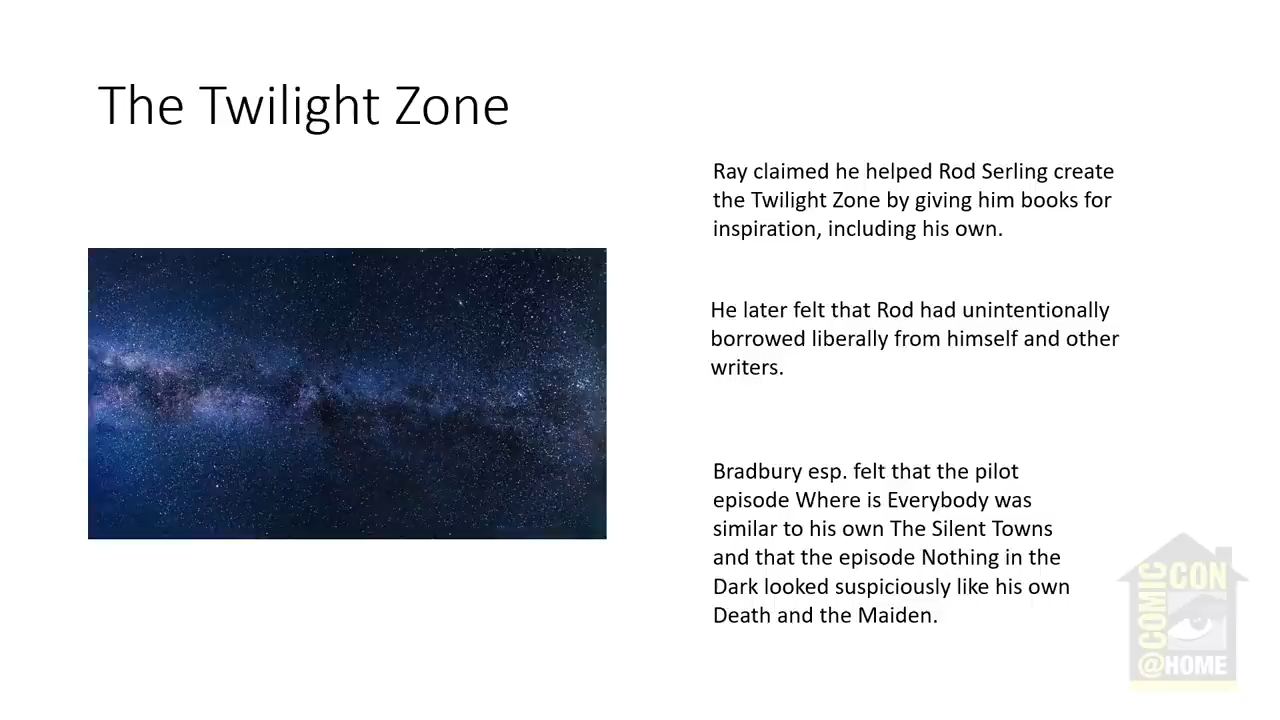 The Twilight Zone
Ray claimed he helped Rod Serling create
the Twilight Zone by giving him books for
inspiration, including his own.
He later felt that Rod had unintentionally
borrowed liberally from himself and other
writers.
Bradbury esp. felt that the pilot
episode Where is Everybody was
similar to his own The Silent Towns
and that the episode Nothing in the
Dark looked suspiciously like his own
Death and the Maiden.
COMIC
CON
@HOME